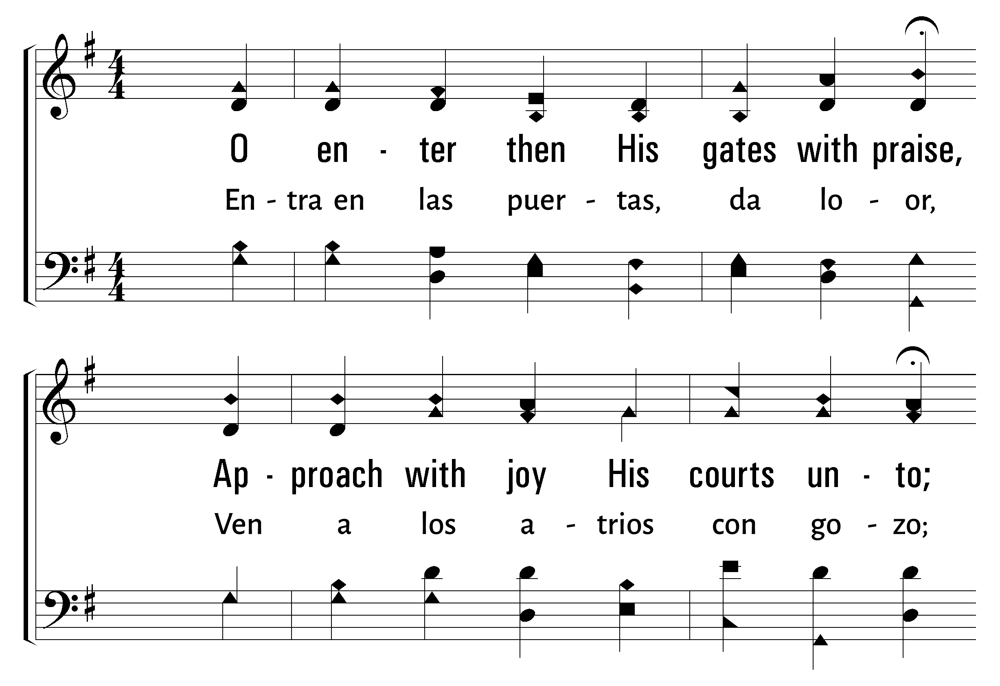 O en - ter then His gates with praise,
En - tra en las puer - tas, da lo - or,
Ap - proach with joy His courts un - to;
Ven a los a - trios con go - zo;